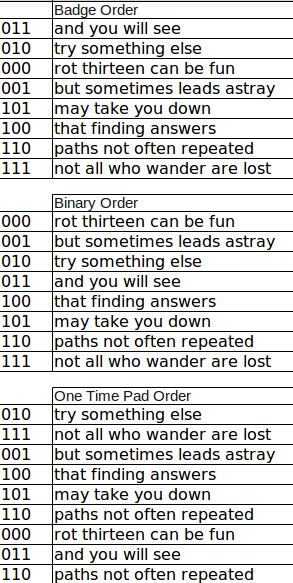 Badge Order
011 and you will see
010 try something else
000 rot thirteen can be fun
001 but sometimes leads astray
101 may take you down
100 that finding answers
110 paths not often repeated
111 not all who wander are lost
Binary Order
000 rot thirteen can be fun
001 but sometimes leads astray
010 try something else
011 and you will see
100 that finding answers
101 may take you down
110 paths not often repeated
111 not all who wander are lost
One Time Pad Order
010 try something else
111 not all who wander are lost
001 but sometimes leads astray
100 that finding answers
101 may take you down
110 paths not often repeated
000 rot thirteen can be fun
011 and you will see
110 paths not often repeated